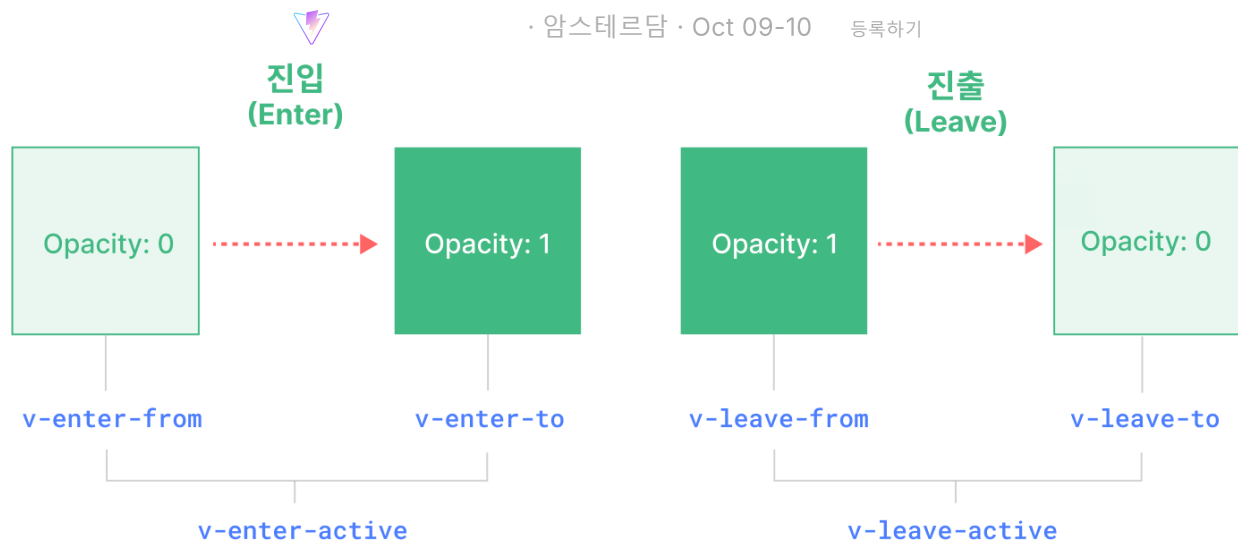 · 암스테르담 · Oct 09-10 등록하기
진입
(Enter)
진출
(Leave)
Opacity: 0
Opacity: 1
Opacity: 1
Opacity: 0
v-enter-from
v-enter-to
v-leave-from
v-leave-to
v-enter-active
v-leave-active